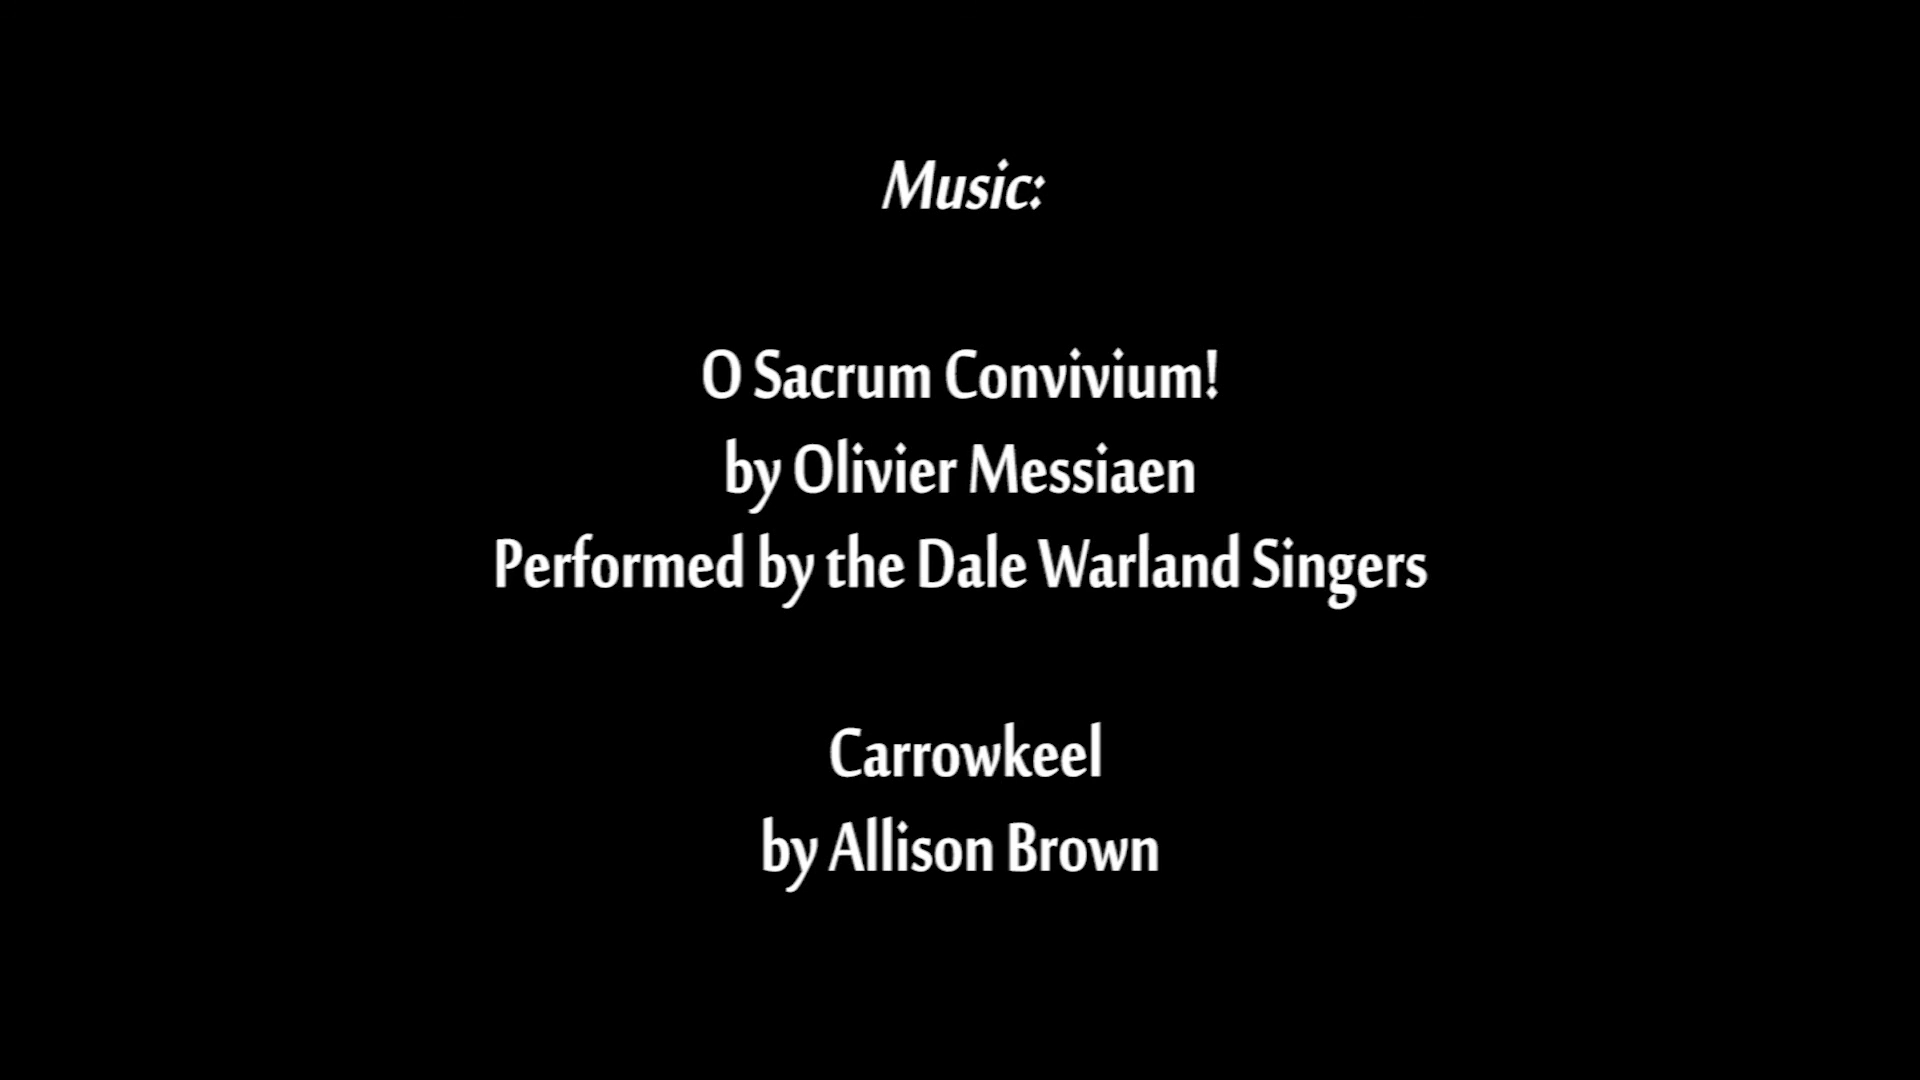 Music:
O Sacrum Convivium!
by Olivier Messiaen
Performed by the Dale Warland Singers
Carrowkeel
by Allison Brown